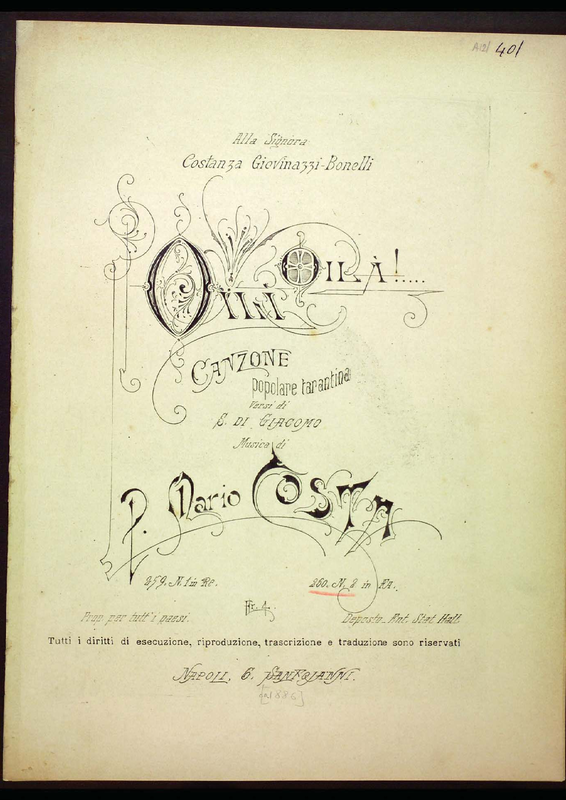 401
Alla Signora
Costanza Giovinazzi-Bonelli
OILÌ OILÀ!....
CANZONE
popolare tarantina
Versi di
S. DI GIACOMO
Musica di
P. Mario COSTA
259. N. 1 in Re.
260. N. 2 in FA.
Fr. 4.
Prop. per tutt'i paesi.
Deposto. Ent. Stat. Hall.
Tutti i diritti di esecuzione, riproduzione, trascrizione e traduzione sono riservati
NAPOLI, G. SANTOJANNI.